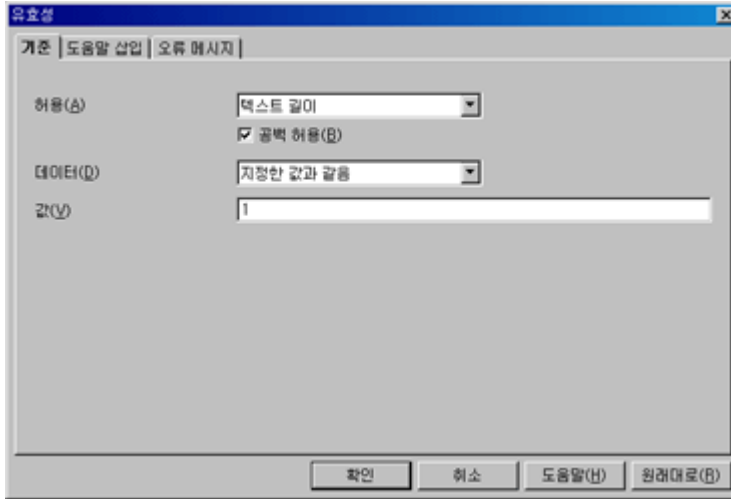 유효성
기준 도움말 삽입 오류 메시지
허용(A) 텍스트 길이
공백 허용(B)
데이터(D) 지정한 값과 같음
값(V) 1
확인 취소 도움말(H) 원래대로(R)